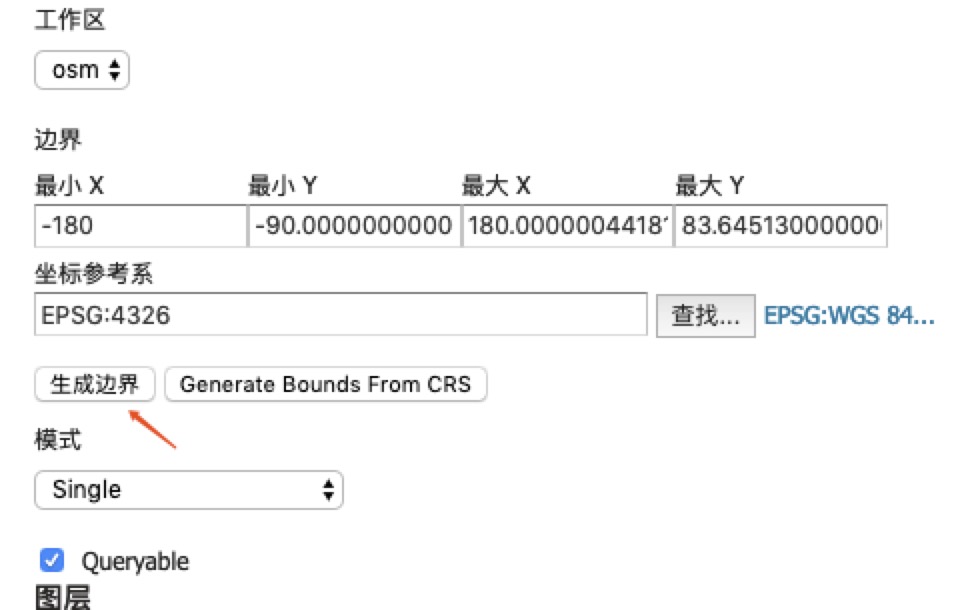 工作区
osm
边界
最小 X 最小 Y 最大 X 最大 Y
-180 -90.0000000000 180.0000004418 83.64513000000
坐标参考系
EPSG:4326 查找... EPSG:WGS 84...
生成边界 Generate Bounds From CRS
模式
Single
Queryable
图层